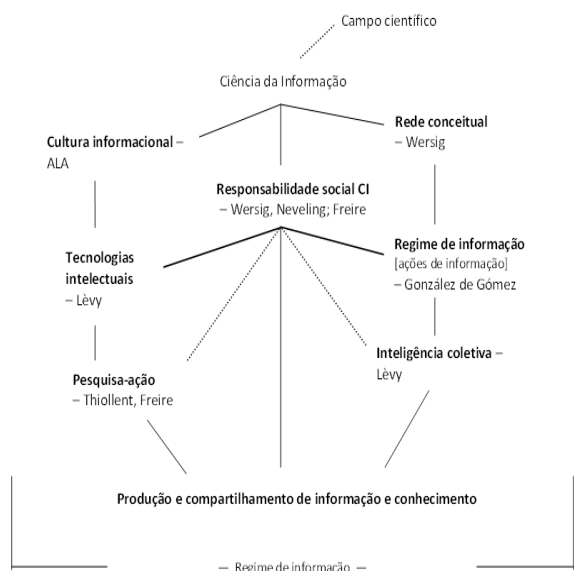 Campo científico
Ciência da Informação
Rede conceitual
– Wersig
Cultura informacional –
ALA
Responsabilidade social CI
– Wersig, Neveling; Freire
Regime de informação
[ações de informação]
– González de Gómez
Tecnologias
intelectuais
– Lèvy
Inteligência coletiva –
Lèvy
Pesquisa-ação
– Thiollent, Freire
Produção e compartilhamento de informação e conhecimento
— Regime de informação —